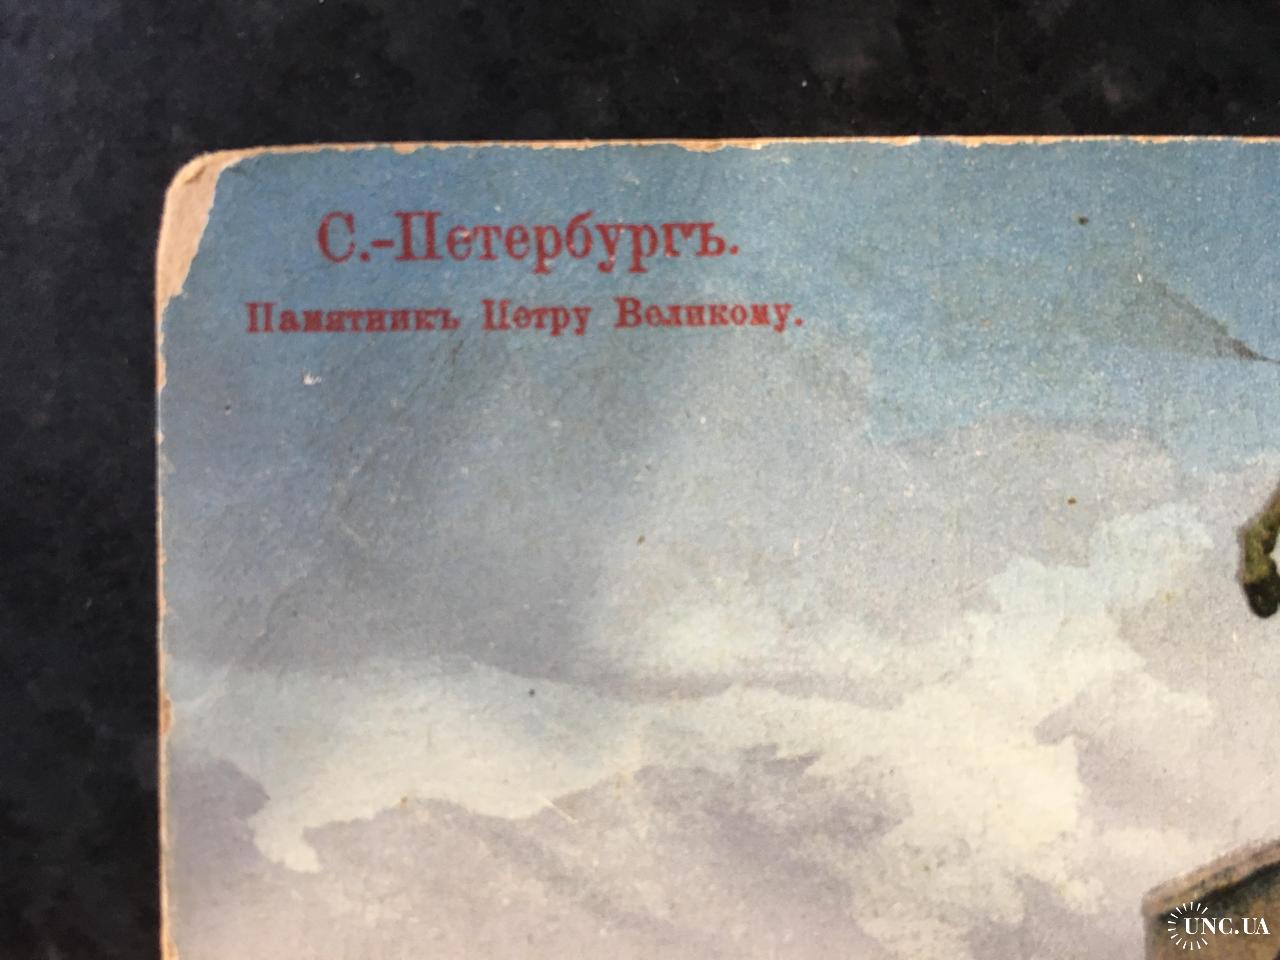 С.-Петербургъ.
Памятникъ Петру Великому.
UNC.UA